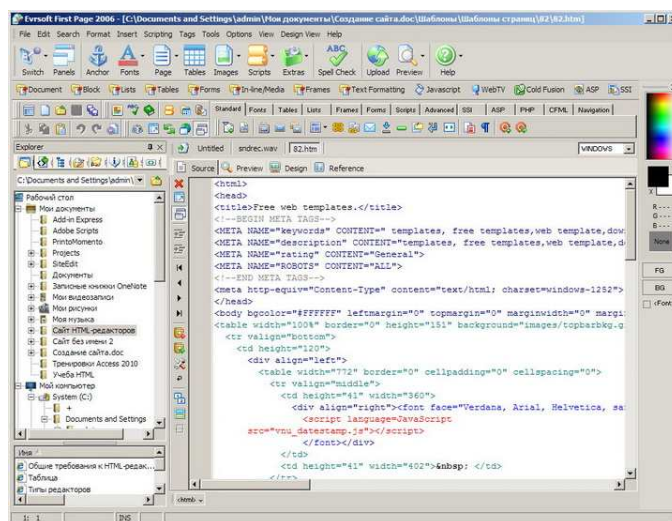 Evrsoft First Page 2006 - [C:\Documents and Settings\admin\Мои документы\Создание сайта.doc\Шаблоны\Шаблоны страниц\82\82.htm]
File Edit Search Format Insert Scripting Tags Tools Options View Design View Help
Switch Panels Anchor Fonts Page Tables Images Scripts Extras Spell Check Upload Preview Help
Document Block Lists Tables Forms In-line/Media Frames Text Formatting Javascript WebTV Cold Fusion ASP SSI
Standard Fonts Tables Lists Frames Forms Scripts Advanced SSI ASP PHP CFML Navigation
Explorer
Untitled sndrec.wav 82.htm WINDOWS
Source Preview Design Reference
C:\Documents and Settings\admin\
Рабочий стол
Мои документы
Add-in Express
Adobe Scripts
PrintoMomento
Projects
SiteEdit
Документы
Записные книжки OneNote
Мои видеозаписи
Мои рисунки
Моя музыка
Сайт HTML-редакторов
Сайт без имени 2
Создание сайта.doc
Тренировки Access 2010
Учеба HTML
Мой компьютер
System (C:)
+
Documents and Settings
Имя
Общие требования к HTML-редак...
Таблица
Типы редакторов
<html>
<head>
<title>Free web templates.</title>
<!--BEGIN META TAGS-->
<META NAME="keywords" CONTENT=" templates, free templates,web template,dow
<META NAME="description" CONTENT="templates, free templates,web template,d
<META NAME="rating" CONTENT="General">
<META NAME="ROBOTS" CONTENT="ALL">
<!--END META TAGS-->
<meta http-equiv="Content-Type" content="text/html; charset=windows-1252">
</head>
<body bgcolor="#FFFFFF" leftmargin="0" topmargin="0" marginwidth="0" margi
<table width="100%" border="0" height="151" background="images/topbarbkg.g
<tr valign="bottom">
<td height="120">
<div align="left">
<table width="772" border="0" cellpadding="0" cellspacing="0">
<tr valign="middle">
<td height="41" width="360">
<div align="right"><font face="Verdana, Arial, Helvetica, sa
<script language=JavaScript
src="vnu_datestamp.js"></script>
</font></div>
</td>
<td height="41" width="402">&nbsp; </td>
</tr>
X
R
G
B
None
FG
BG
<Font
<html>
1: 1 INS